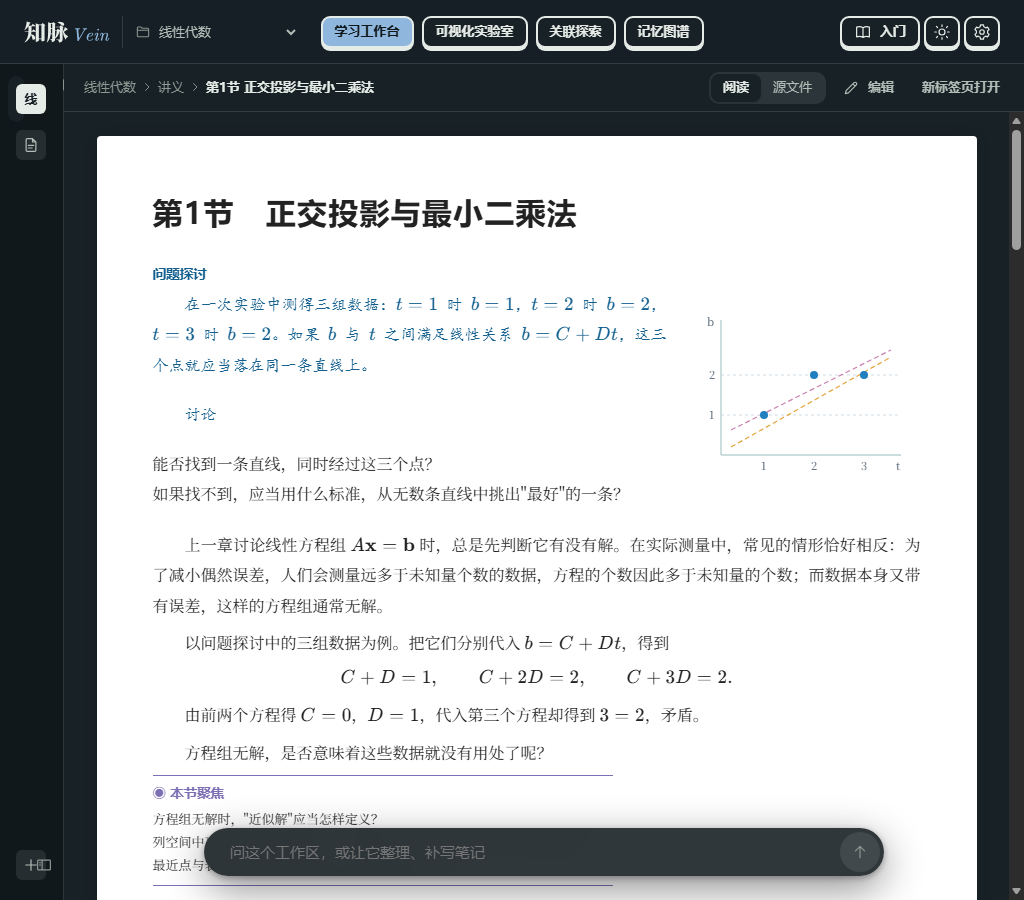 知脉 Vein
线性代数
学习工作台
可视化实验室
关联探索
记忆图谱
入门
线
线性代数 > 讲义 > 第1节 正交投影与最小二乘法
阅读
源文件
编辑
新标签页打开
第1节 正交投影与最小二乘法
问题探讨
在一次实验中测得三组数据：t = 1 时 b = 1，t = 2 时 b = 2，
t = 3 时 b = 2。如果 b 与 t 之间满足线性关系 b = C + Dt，这三
个点就应当落在同一条直线上。
b
2
1
1 2 3 t
讨论
能否找到一条直线，同时经过这三个点？
如果找不到，应当用什么标准，从无数条直线中挑出"最好"的一条？
上一章讨论线性方程组 Ax = b 时，总是先判断它有没有解。在实际测量中，常见的情形恰好相反：为
了减小偶然误差，人们会测量远多于未知量个数的数据，方程的个数因此多于未知量的个数；而数据本身又带
有误差，这样的方程组通常无解。
以问题探讨中的三组数据为例。把它们分别代入 b = C + Dt，得到
C + D = 1, C + 2D = 2, C + 3D = 2.
由前两个方程得 C = 0，D = 1，代入第三个方程却得到 3 = 2，矛盾。
方程组无解，是否意味着这些数据就没有用处了呢？
本节聚焦
方程组无解时，"近似解"应当怎样定义？
列空间中
最近点与
问这个工作区，或让它整理、补写笔记